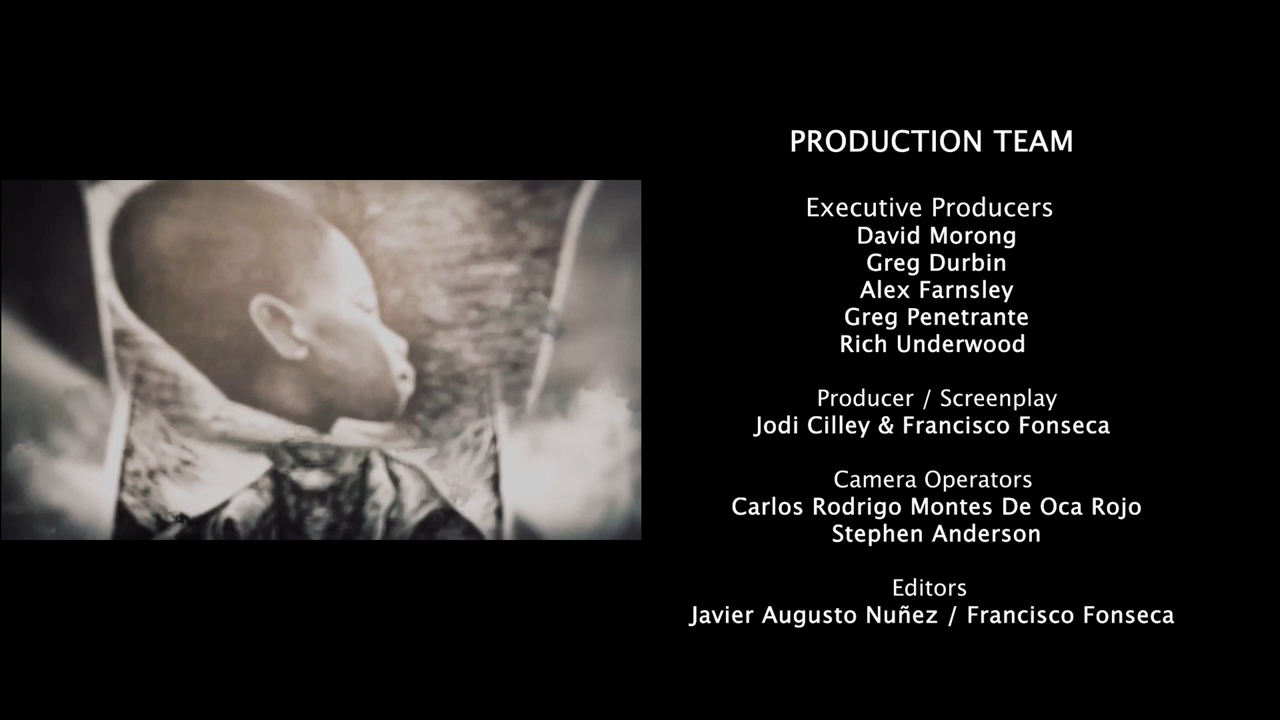 PRODUCTION TEAM
Executive Producers
David Morong
Greg Durbin
Alex Farnsley
Greg Penetrante
Rich Underwood
Producer / Screenplay
Jodi Cilley & Francisco Fonseca
Camera Operators
Carlos Rodrigo Montes De Oca Rojo
Stephen Anderson
Editors
Javier Augusto Nuñez / Francisco Fonseca